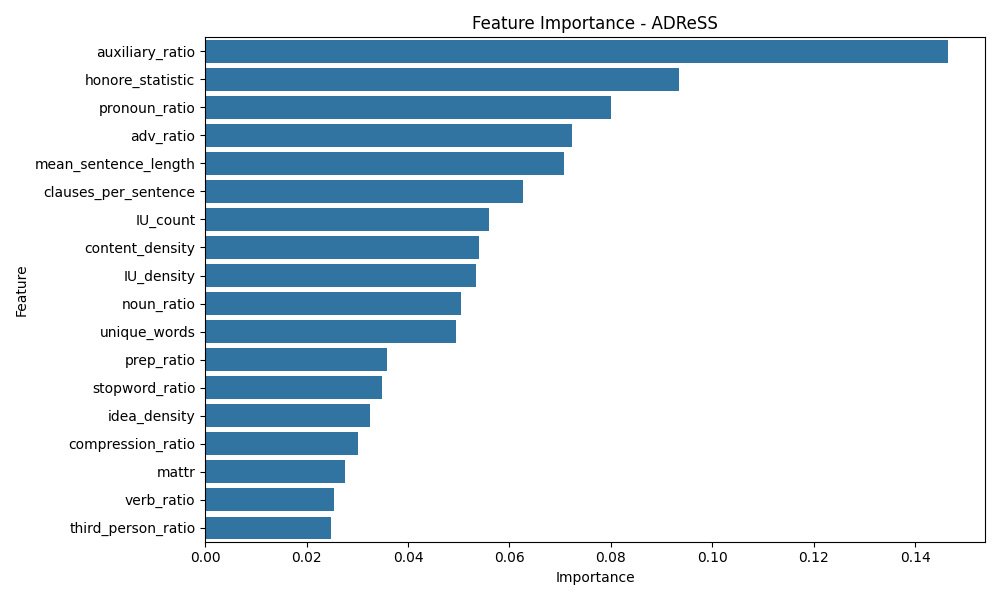 Feature Importance - ADReSS
auxiliary_ratio
honore_statistic
pronoun_ratio
adv_ratio
mean_sentence_length
clauses_per_sentence
IU_count
content_density
IU_density
noun_ratio
unique_words
prep_ratio
stopword_ratio
idea_density
compression_ratio
mattr
verb_ratio
third_person_ratio
Feature
0.00 0.02 0.04 0.06 0.08 0.10 0.12 0.14
Importance